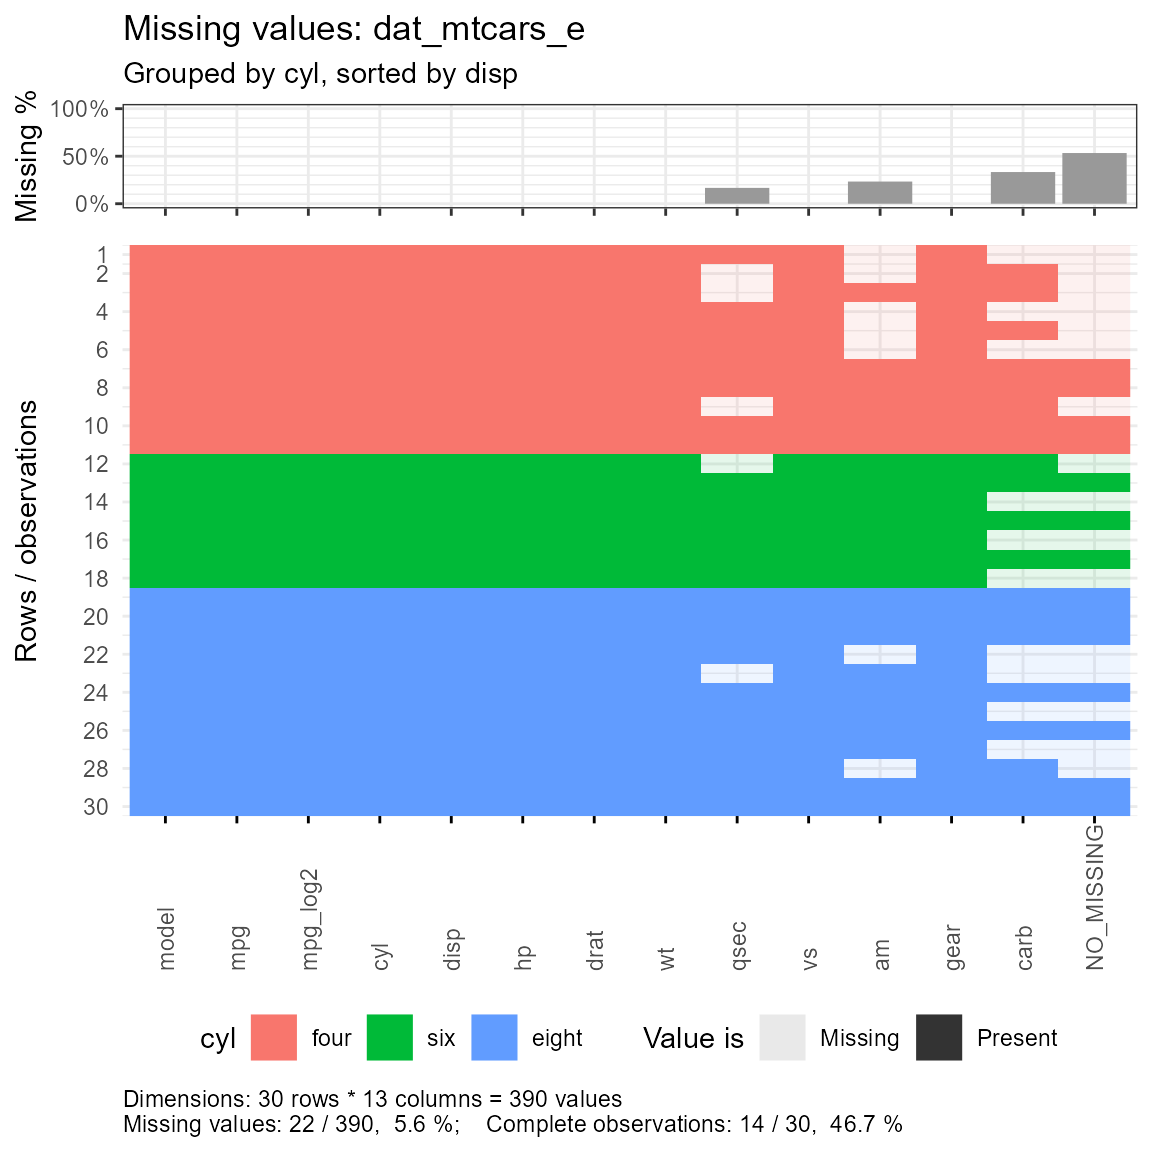 Missing values: dat_mtcars_e
Grouped by cyl, sorted by disp
Missing %
100%
50%
0%
Rows / observations
1
2
4
6
8
10
12
14
16
18
20
22
24
26
28
30
model mpg mpg_log2 cyl disp hp drat wt qsec vs am gear carb NO_MISSING
cyl four six eight Value is Missing Present
Dimensions: 30 rows * 13 columns = 390 values
Missing values: 22 / 390,  5.6 %;    Complete observations: 14 / 30,  46.7 %